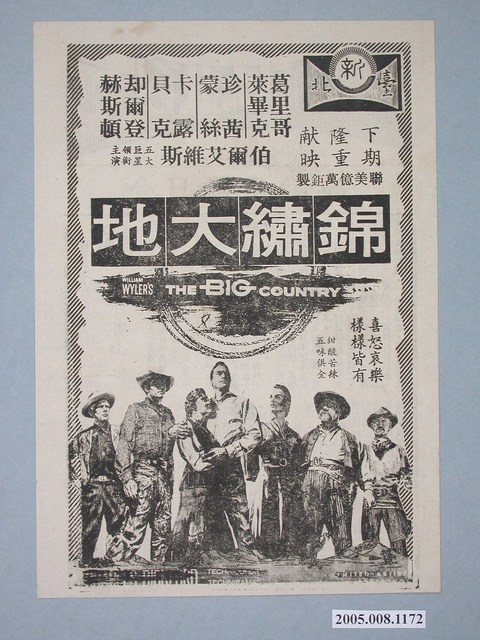 新
臺北
下期
隆重
献映
聯美億萬鉅製
葛里哥
萊畢克
珍茜
蒙絲
卡露
貝克
却爾登
赫斯頓
伯爾艾維斯
五大
巨星
領銜
主演
錦繡大地
WILLIAM WYLER'S THE BIG COUNTRY
喜怒哀樂
樣樣皆有
甜酸苦辣
五味俱全
2005.008.1172